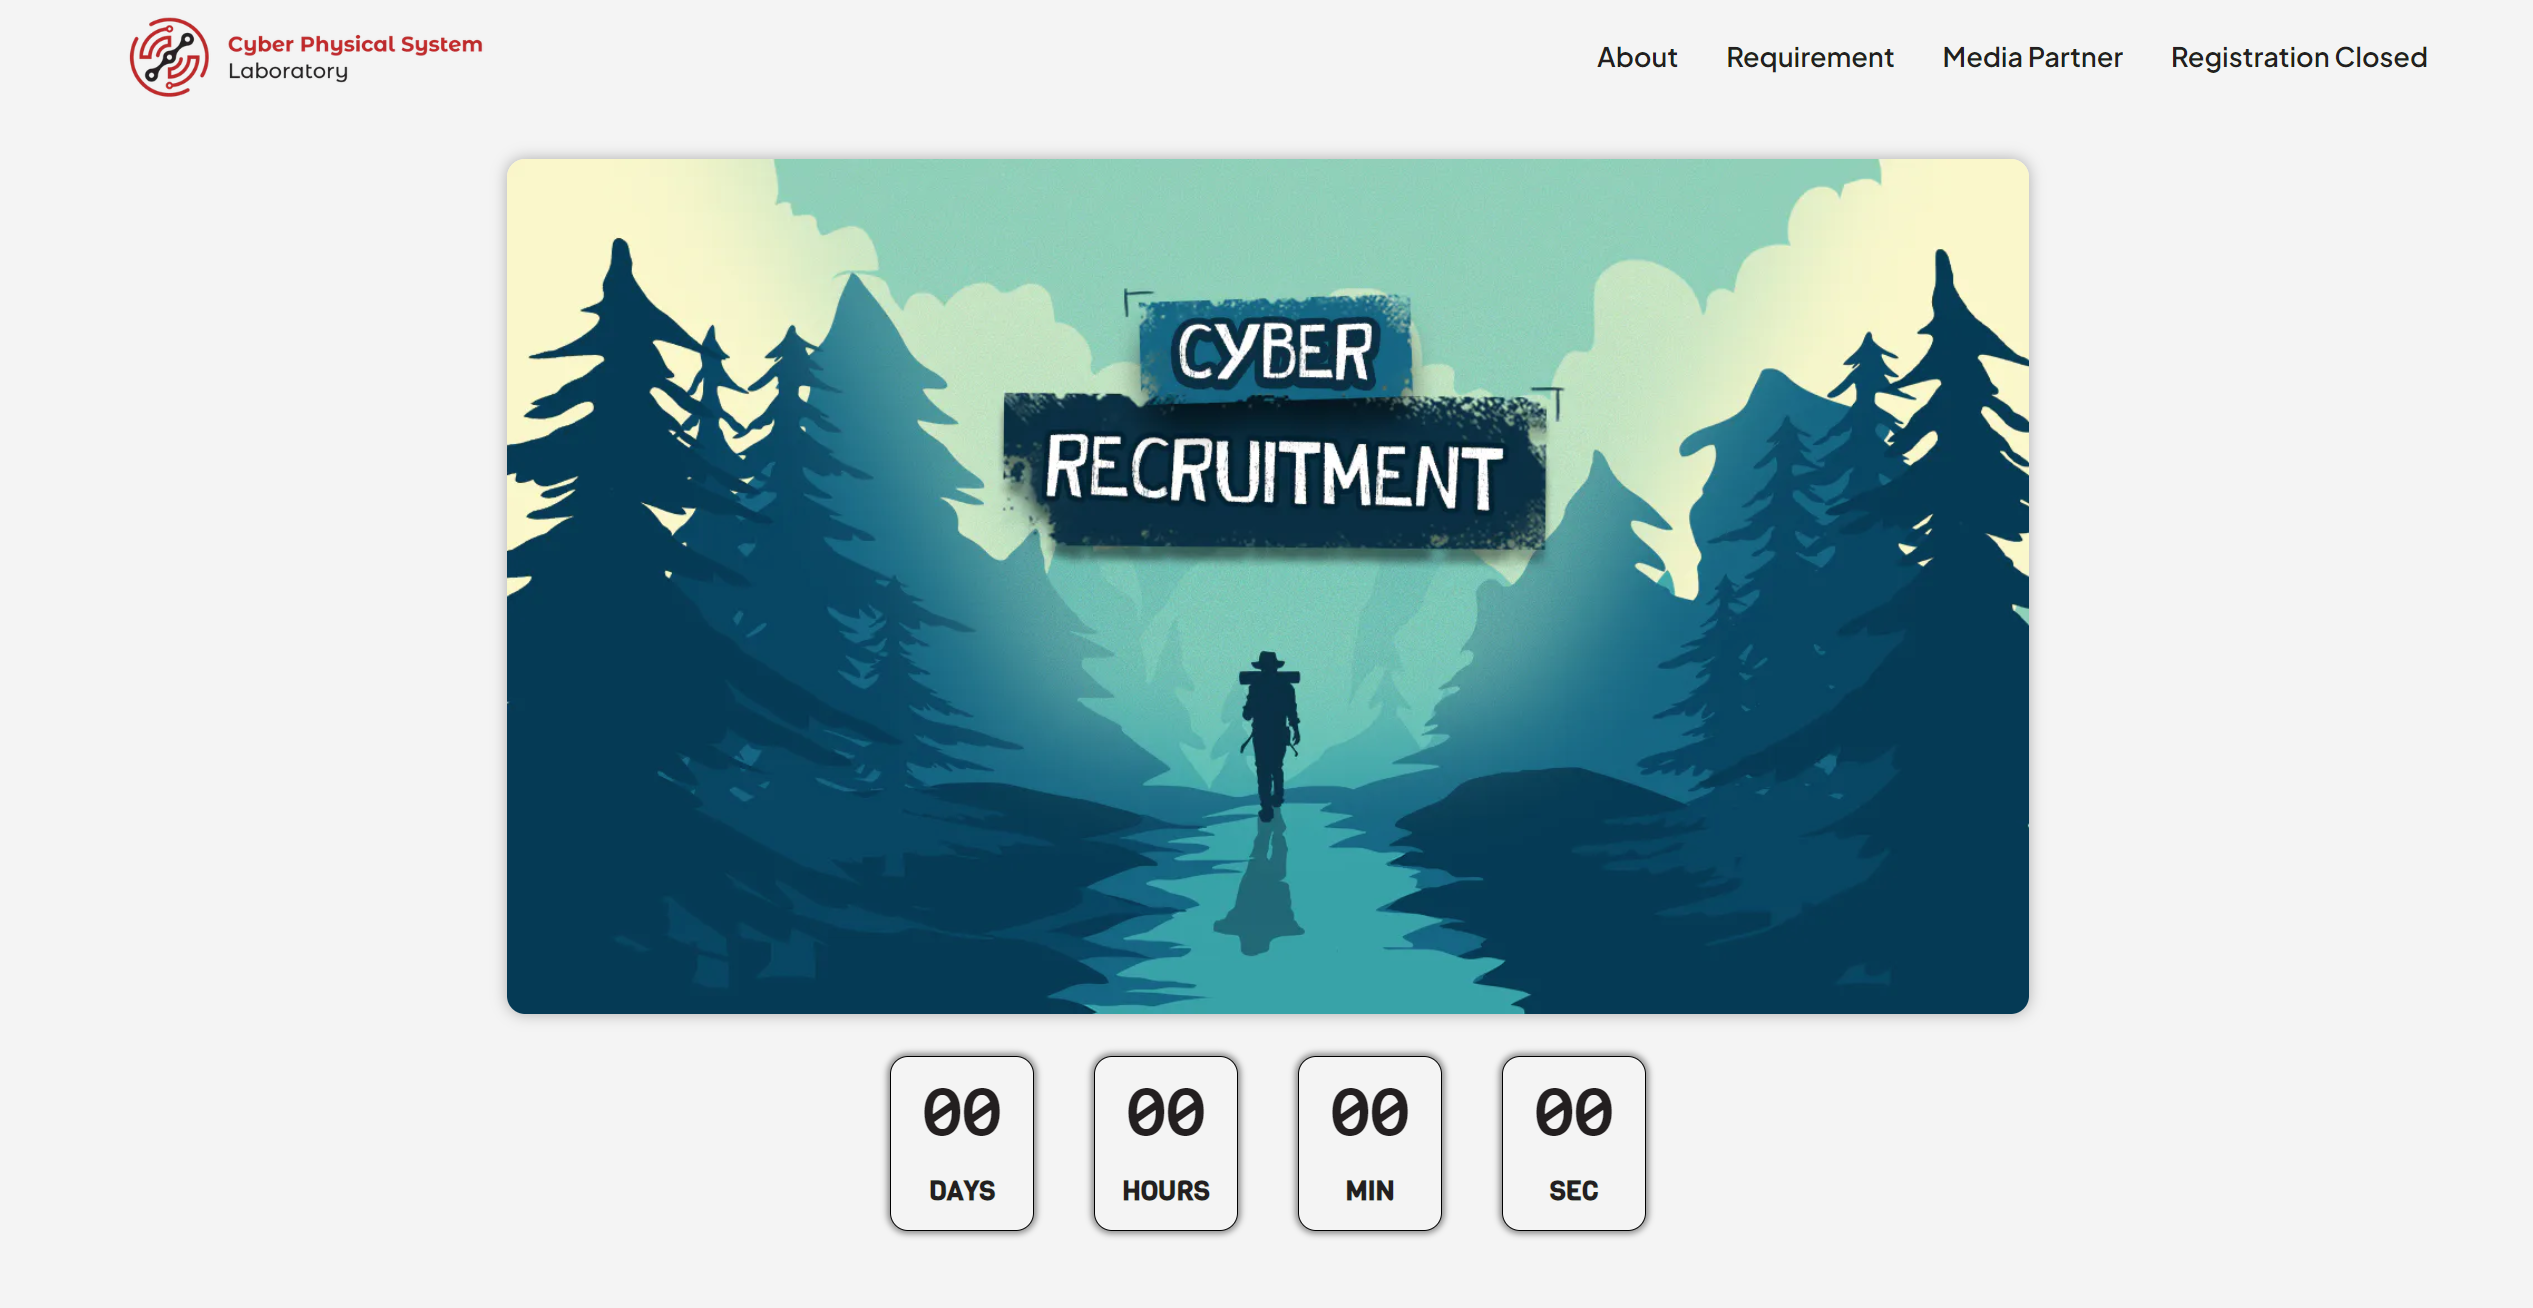 Cyber Physical System
Laboratory
About Requirement Media Partner Registration Closed
CYBER
RECRUITMENT
00 00 00 00
DAYS HOURS MIN SEC